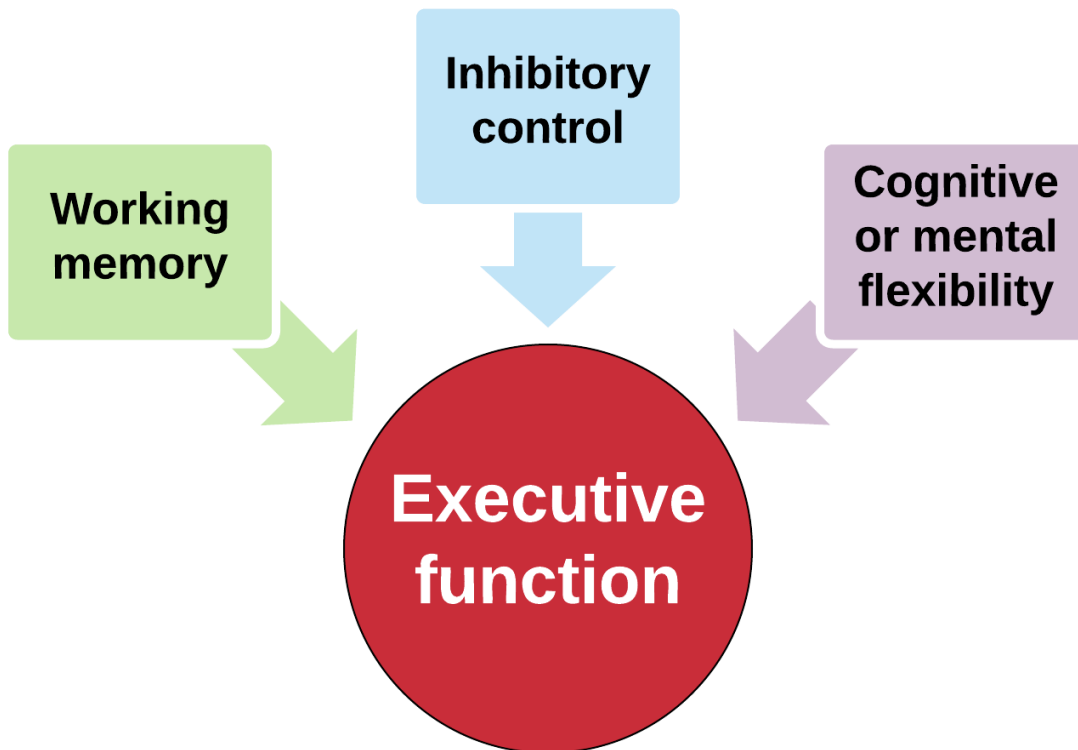 Inhibitory
control
Working
memory
Cognitive
or mental
flexibility
Executive
function